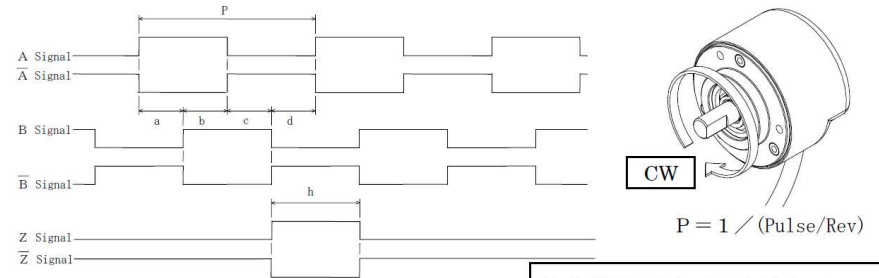 P
A Signal
A̅ Signal
a b c d
B Signal
B̅ Signal
h
Z Signal
Z̅ Signal
CW
P = 1 / (Pulse/Rev)